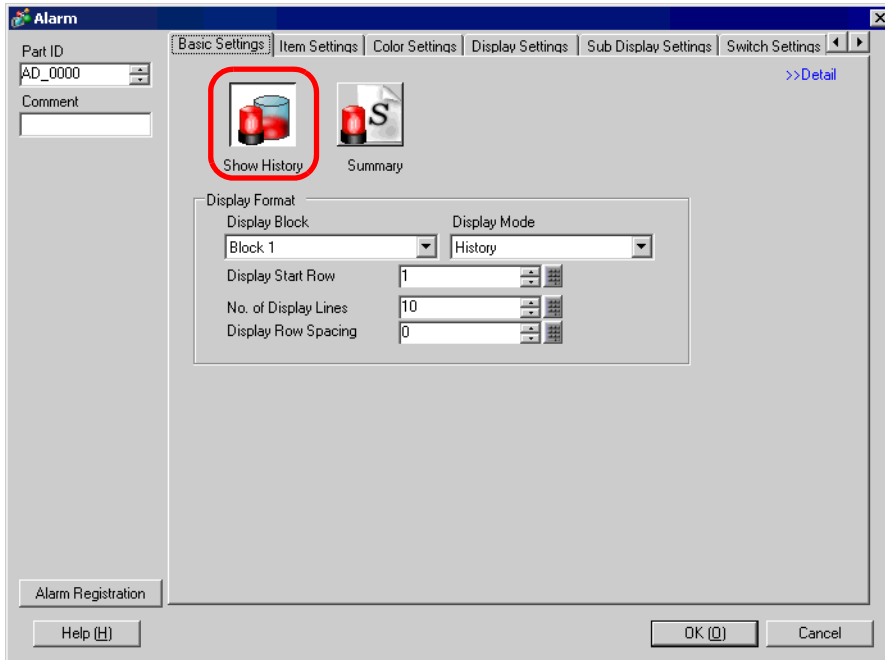 Alarm
Part ID
AD_0000
Comment
Basic Settings
Item Settings
Color Settings
Display Settings
Sub Display Settings
Switch Settings
>>Detail
S
Show History
Summary
Display Format
Display Block
Display Mode
Block 1
History
Display Start Row
1
No. of Display Lines
10
Display Row Spacing
0
Alarm Registration
Help (H)
OK (O)
Cancel